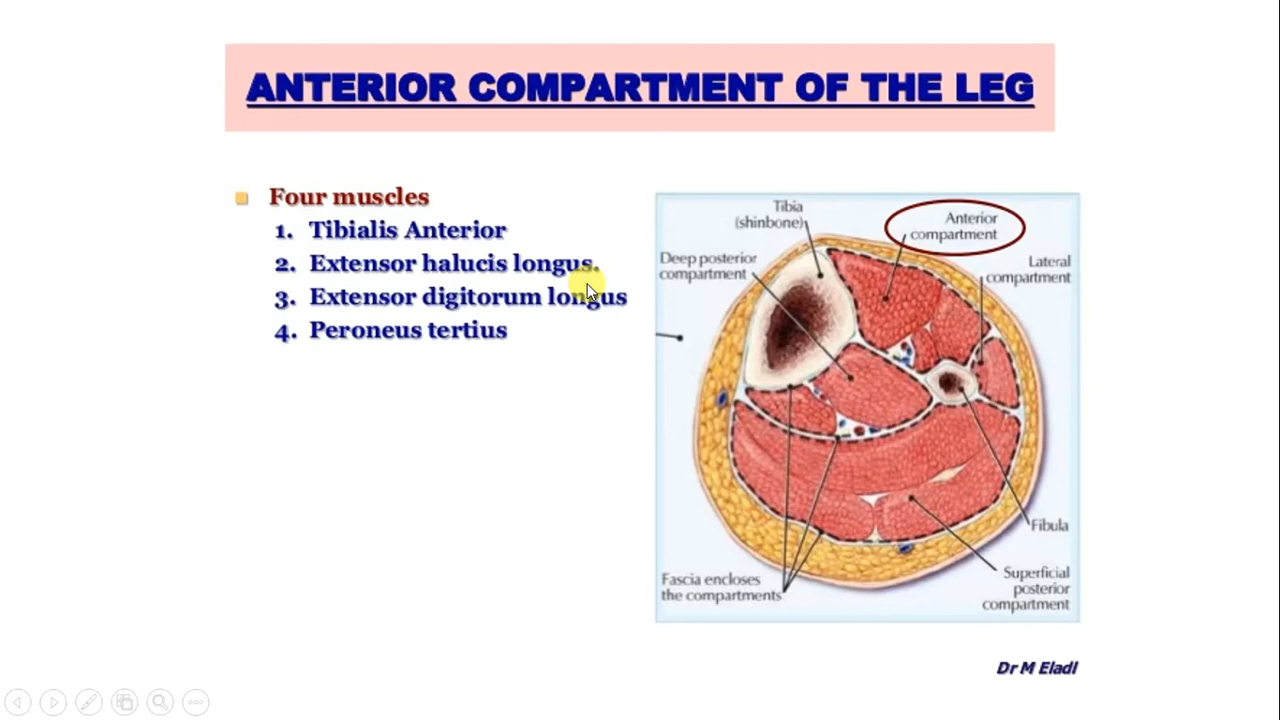 ANTERIOR COMPARTMENT OF THE LEG
Four muscles
1. Tibialis Anterior
2. Extensor halucis longus.
3. Extensor digitorum longus
4. Peroneus tertius
Tibia
(shinbone)
Anterior
compartment
Deep posterior
compartment
Lateral
compartment
Fibula
Fascia encloses
the compartments
Superficial
posterior
compartment
Dr M Eladl